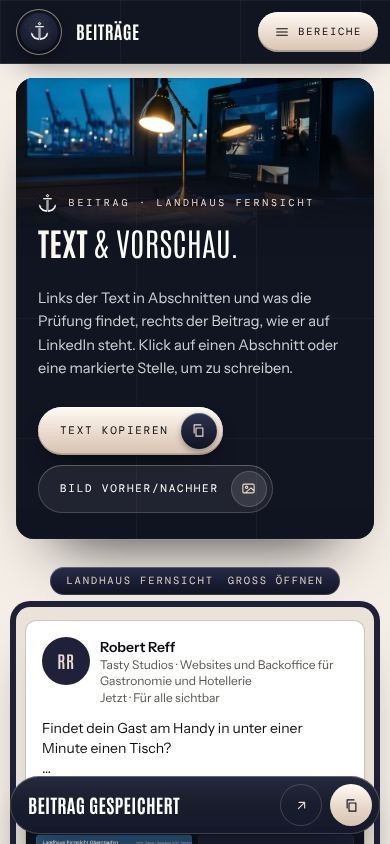 BEITRÄGE
BEREICHE
BEITRAG · LANDHAUS FERNSICHT
TEXT & VORSCHAU.
Links der Text in Abschnitten und was die
Prüfung findet, rechts der Beitrag, wie er auf
LinkedIn steht. Klick auf einen Abschnitt oder
eine markierte Stelle, um zu schreiben.
TEXT KOPIEREN
BILD VORHER/NACHHER
LANDHAUS FERNSICHT GROSS ÖFFNEN
RR
Robert Reff
Tasty Studios · Websites und Backoffice für
Gastronomie und Hotellerie
Jetzt · Für alle sichtbar
Findet dein Gast am Handy in unter einer
Minute einen Tisch?
...
BEITRAG GESPEICHERT
Landhaus Fernsicht Oberstaufen